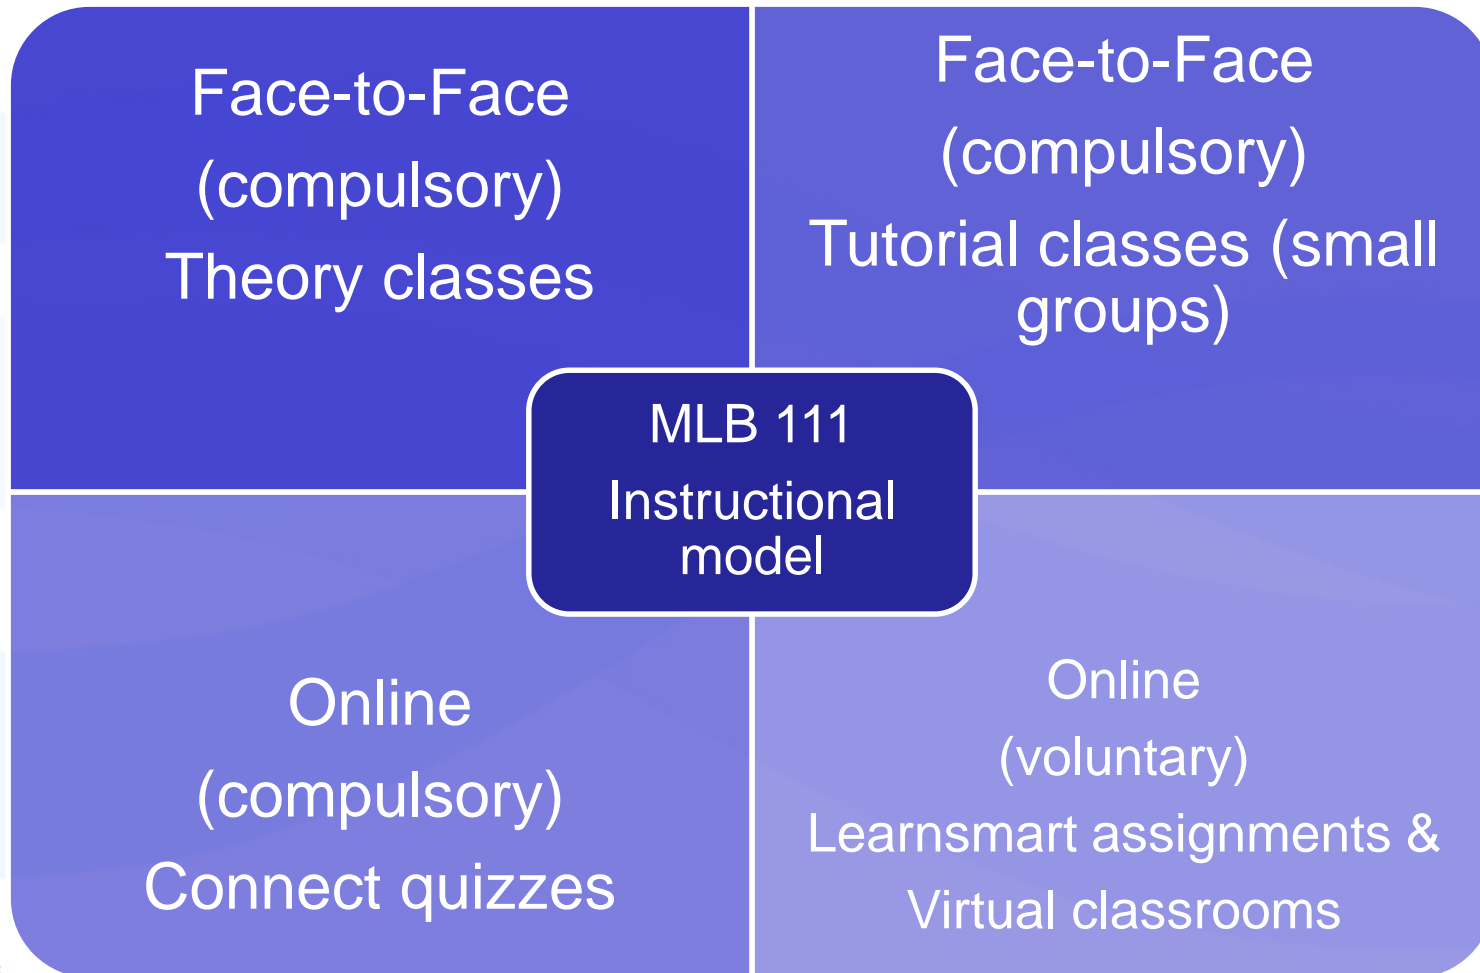 Face-to-Face
(compulsory)
Theory classes
Face-to-Face
(compulsory)
Tutorial classes (small
groups)
MLB 111
Instructional
model
Online
(compulsory)
Connect quizzes
Online
(voluntary)
Learnsmart assignments &
Virtual classrooms